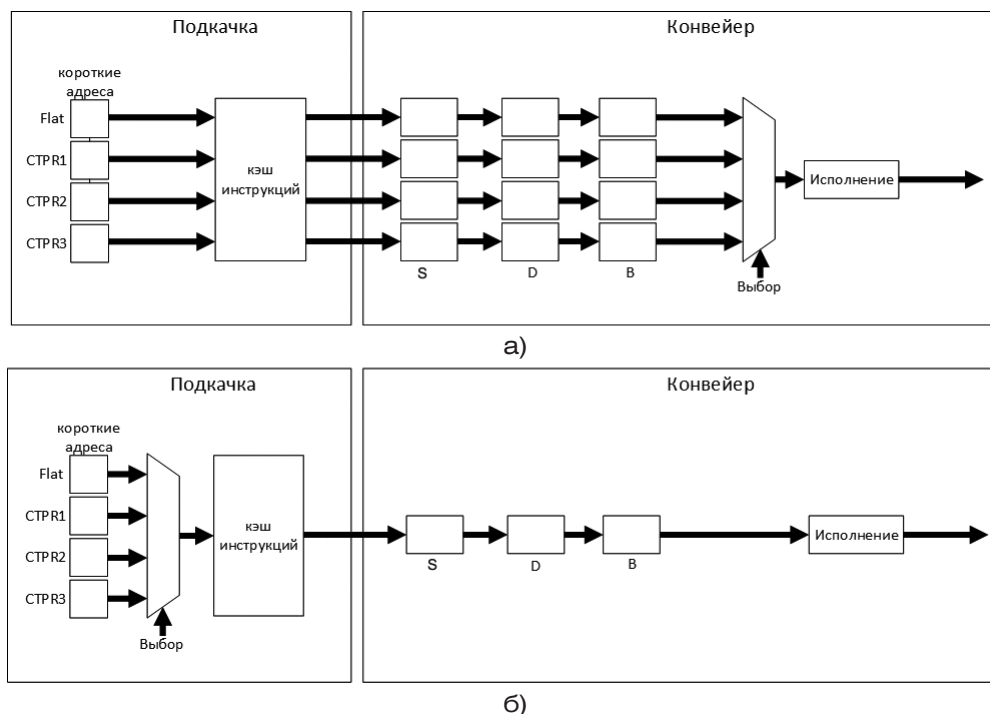 Подкачка
Конвейер
короткие
адреса
Flat
CTPR1
CTPR2
CTPR3
кэш
инструкций
Исполнение
S
D
B
Выбор
а)
Подкачка
Конвейер
короткие
адреса
Flat
CTPR1
CTPR2
CTPR3
кэш
инструкций
Исполнение
S
D
B
Выбор
б)